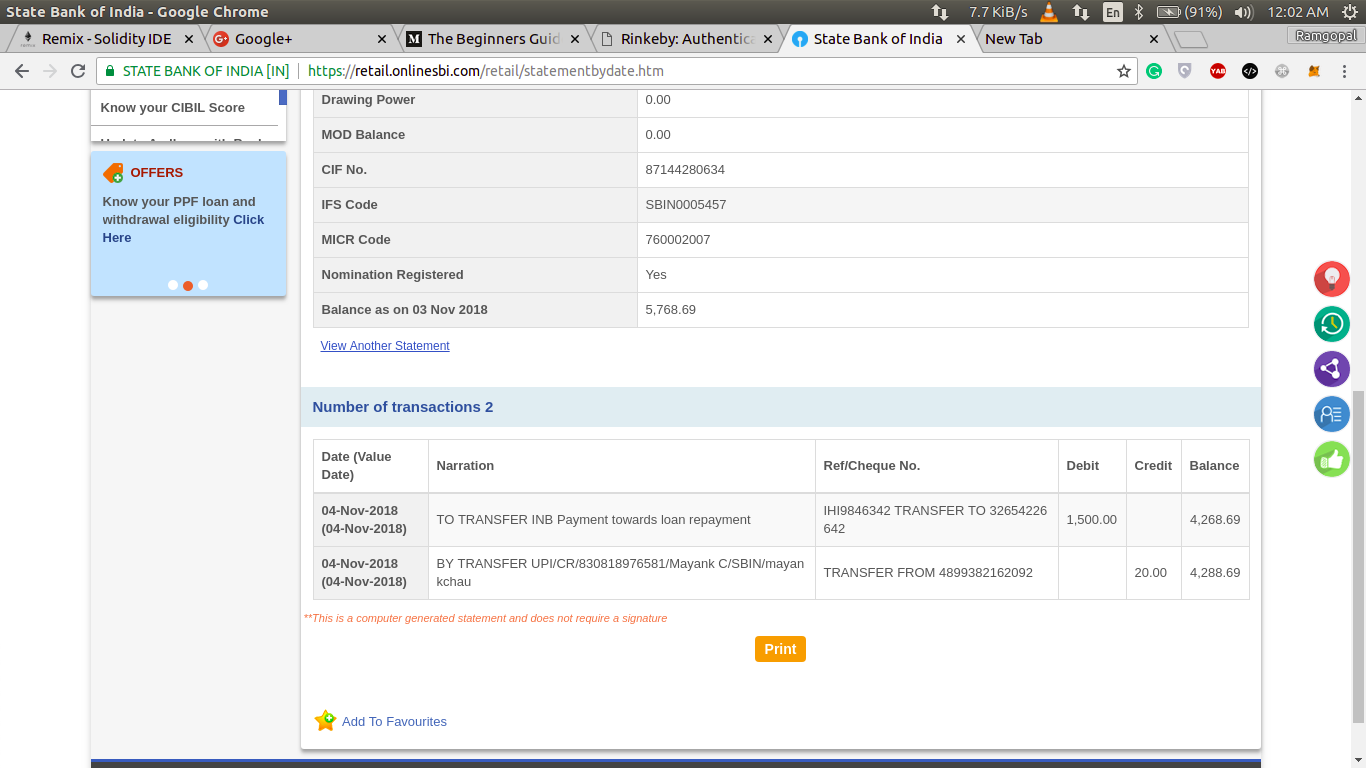 State Bank of India - Google Chrome
7.7 KiB/s
En
(91%)
12:02 AM
Remix - Solidity IDE
Google+
The Beginners Guid
Rinkeby: Authentica
State Bank of India
New Tab
Ramgopal
STATE BANK OF INDIA [IN]
https://retail.onlinesbi.com/retail/statementbydate.htm
YAB
Know your CIBIL Score
OFFERS
Know your PPF loan and
withdrawal eligibility Click
Here
Drawing Power 0.00
MOD Balance 0.00
CIF No. 87144280634
IFS Code SBIN0005457
MICR Code 760002007
Nomination Registered Yes
Balance as on 03 Nov 2018 5,768.69
View Another Statement
Number of transactions 2
Date (Value
Date)
Narration
Ref/Cheque No.
Debit
Credit
Balance
04-Nov-2018
(04-Nov-2018)
TO TRANSFER INB Payment towards loan repayment
IHI9846342 TRANSFER TO 32654226
642
1,500.00
4,268.69
04-Nov-2018
(04-Nov-2018)
BY TRANSFER UPI/CR/830818976581/Mayank C/SBIN/mayan
kchau
TRANSFER FROM 4899382162092
20.00
4,288.69
**This is a computer generated statement and does not require a signature
Print
Add To Favourites